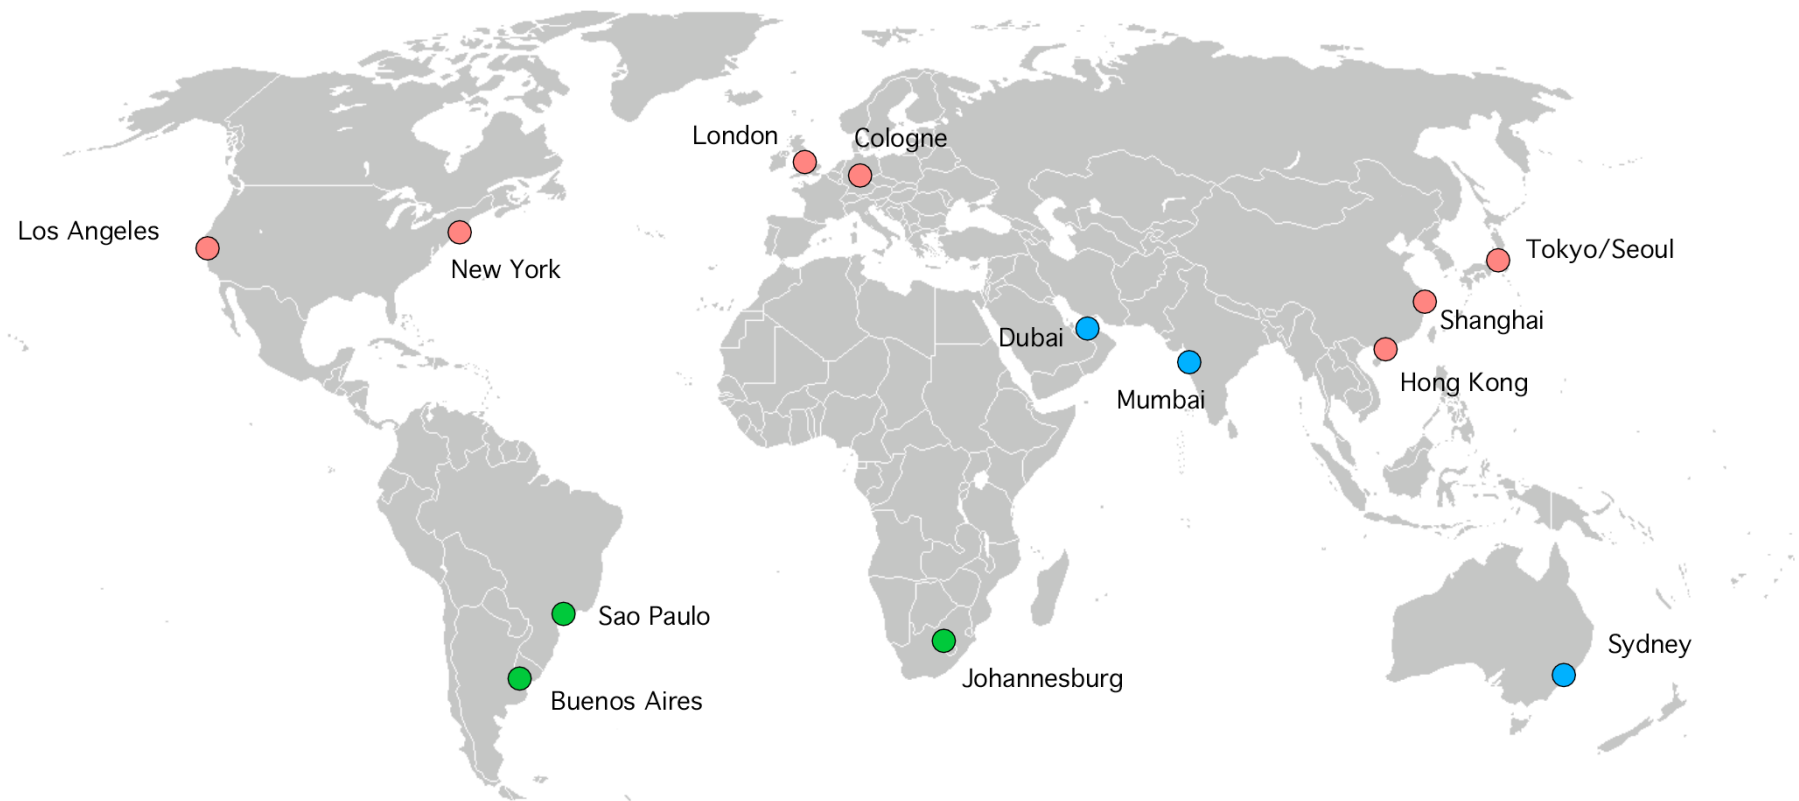 London
Cologne
Los Angeles
New York
Tokyo/Seoul
Shanghai
Dubai
Hong Kong
Mumbai
Sao Paulo
Sydney
Johannesburg
Buenos Aires